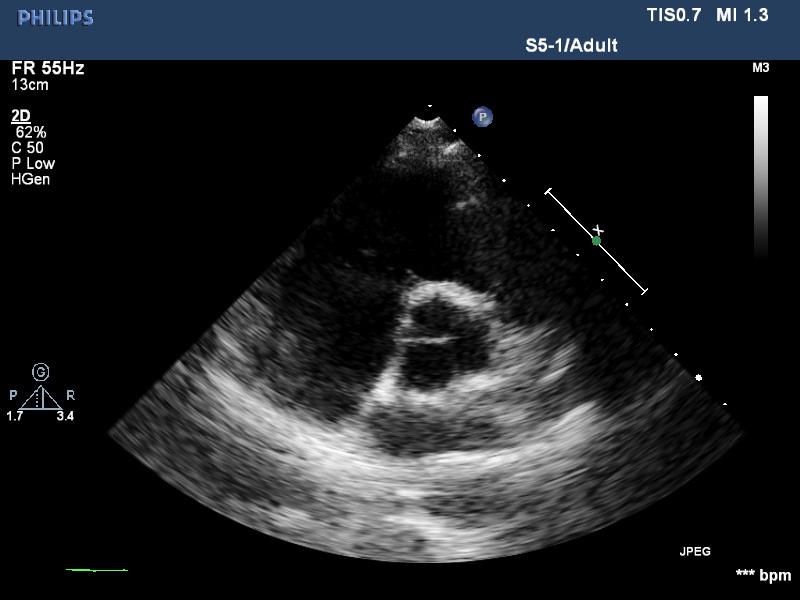 PHILIPS
TIS0.7 MI 1.3
S5-1/Adult
FR 55Hz
13cm
M3
2D
62%
C 50
P Low
HGen
P
G
P R
1.7 3.4
JPEG
*** bpm